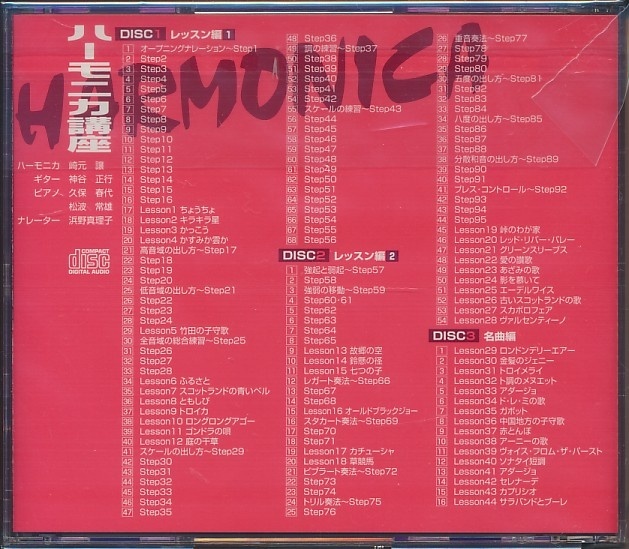 HARMONICA
ハーモニカ講座
ハーモニカ 崎元 讓
ギター 神谷 正行
ピアノ 久保 春代
松波 常雄
ナレーター 浜野真理子
COMPACT
disc
DIGITAL AUDIO
DISC1 レッスン編1
1 オープニングナレーション〜Step1
2 Step2
3 Step3
4 Step4
5 Step5
6 Step6
7 Step7
8 Step8
9 Step9
10 Step10
11 Step11
12 Step12
13 Step13
14 Step14
15 Step15
16 Step16
17 Lesson1 ちょうちょ
18 Lesson2 キラキラ星
19 Lesson3 かっこう
20 Lesson4 かすみか雲か
21 高音域の出し方〜Step17
22 Step18
23 Step19
24 Step20
25 低音域の出し方〜Step21
26 Step22
27 Step23
28 Step24
29 Lesson5 竹田の子守歌
30 全音域の総合練習〜Step25
31 Step26
32 Step27
33 Step28
34 Lesson6 ふるさと
35 Lesson7 スコットランドの青いベル
36 Lesson8 ともしび
37 Lesson9 トロイカ
38 Lesson10 ロングロングアゴー
39 Lesson11 ゴンドラの唄
40 Lesson12 庭の千草
41 スケールの出し方〜Step29
42 Step30
43 Step31
44 Step32
45 Step33
46 Step34
47 Step35
48 Step36
49 調の練習〜Step37
50 Step38
51 Step39
52 Step40
53 Step41
54 Step42
55 スケールの練習〜Step43
56 Step44
57 Step45
58 Step46
59 Step47
60 Step48
61 Step49
62 Step50
63 Step51
64 Step52
65 Step53
66 Step54
67 Step55
68 Step56
DISC2 レッスン編2
1 強起と弱起〜Step57
2 Step58
3 強弱の移動〜Step59
4 Step60・61
5 Step62
6 Step63
7 Step64
8 Step65
9 Lesson13 故郷の空
10 Lesson14 鈴懸の径
11 Lesson15 七つの子
12 レガート奏法〜Step66
13 Step67
14 Step68
15 Lesson16 オールドブラックジョー
16 スタカート奏法〜Step69
17 Step70
18 Step71
19 Lesson17 カチューシャ
20 Lesson18 草競馬
21 ビブラート奏法〜Step72
22 Step73
23 Step74
24 トリル奏法〜Step75
25 Step76
26 重音奏法〜Step77
27 Step78
28 Step79
29 Step80
30 五度の出し方〜Step81
31 Step82
32 Step83
33 Step84
34 八度の出し方〜Step85
35 Step86
36 Step87
37 Step88
38 分散和音の出し方〜Step89
39 Step90
40 Step91
41 ブレス・コントロール〜Step92
42 Step93
43 Step94
44 Step95
45 Lesson19 峠のわが家
46 Lesson20 レッド・リバー・バレー
47 Lesson21 グリーンスリーブス
48 Lesson22 愛の讃歌
49 Lesson23 あざみの歌
50 Lesson24 影を慕いて
51 Lesson25 エーデルワイス
52 Lesson26 古いスコットランドの歌
53 Lesson27 スカボロフェア
54 Lesson28 ヴァルセンティーノ
DISC3 名曲編
1 Lesson29 ロンドンデリーエアー
2 Lesson30 金髪のジェニー
3 Lesson31 トロイメライ
4 Lesson32 ト調のメヌエット
5 Lesson33 アダージョ
6 Lesson34 ド・レ・ミの歌
7 Lesson35 ガボット
8 Lesson36 中国地方の子守歌
9 Lesson37 赤とんぼ
10 Lesson38 アーニーの歌
11 Lesson39 ヴォイス・フロム・ザ・パースト
12 Lesson40 ソナタイ短調
13 Lesson41 アダージョ
14 Lesson42 セレナーデ
15 Lesson43 カプリシオ
16 Lesson44 サラバンドとブーレ